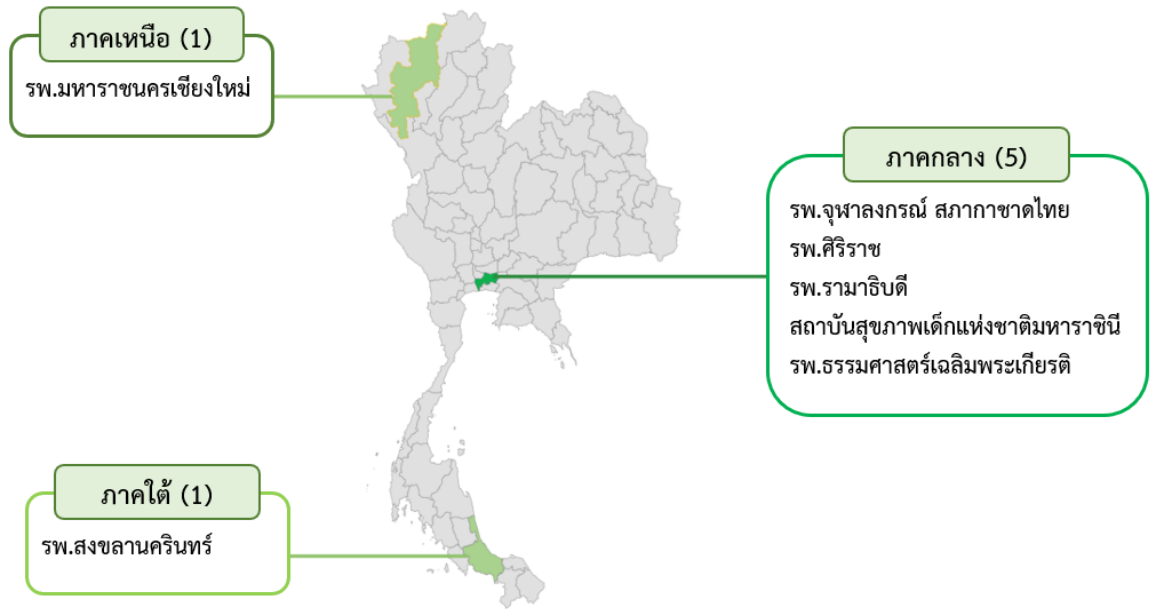 ภาคเหนือ (1)
รพ.มหาราชนครเชียงใหม่
ภาคกลาง (5)
รพ.จุฬาลงกรณ์ สภากาชาดไทย
รพ.ศิริราช
รพ.รามาธิบดี
สถาบันสุขภาพเด็กแห่งชาติมหาราชินี
รพ.ธรรมศาสตร์เฉลิมพระเกียรติ
ภาคใต้ (1)
รพ.สงขลานครินทร์